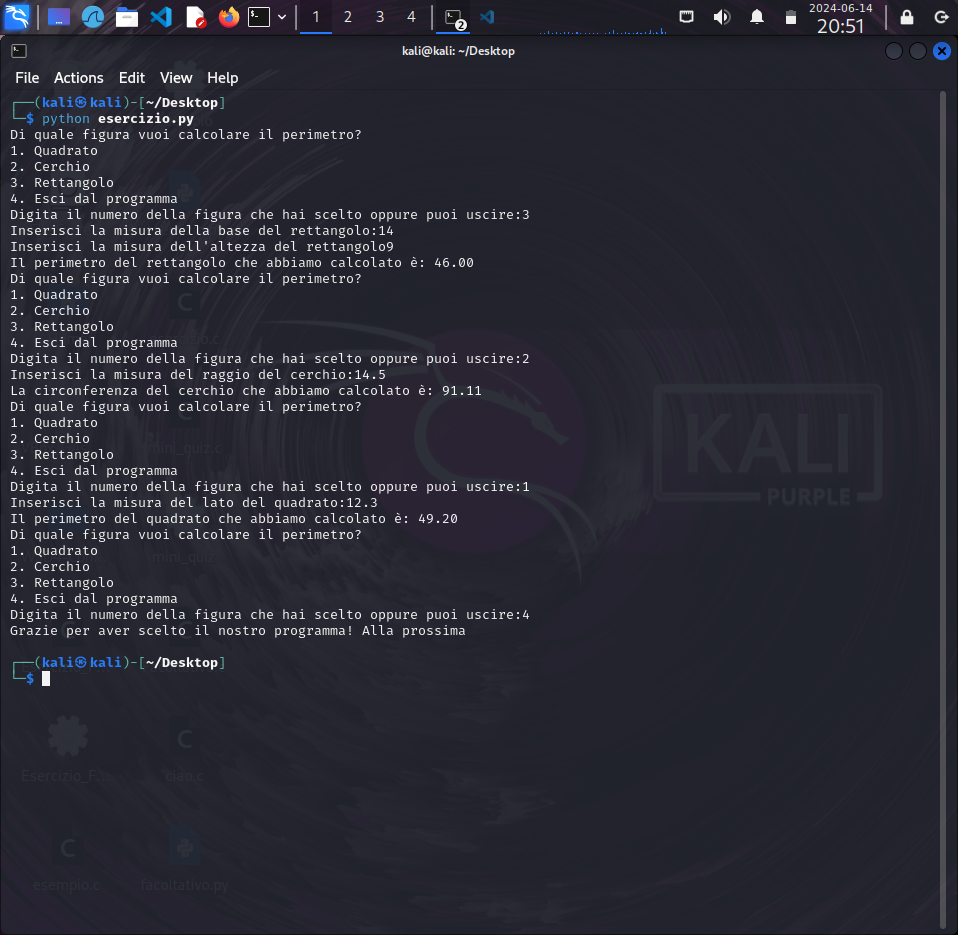 1 2 3 4 2 2024-06-14
20:51
kali@kali: ~/Desktop
File Actions Edit View Help
┌──(kali㉿kali)-[~/Desktop]
└─$ python esercizio.py
Di quale figura vuoi calcolare il perimetro?
1. Quadrato
2. Cerchio
3. Rettangolo
4. Esci dal programma
Digita il numero della figura che hai scelto oppure puoi uscire:3
Inserisci la misura della base del rettangolo:14
Inserisci la misura dell'altezza del rettangolo9
Il perimetro del rettangolo che abbiamo calcolato è: 46.00
Di quale figura vuoi calcolare il perimetro?
1. Quadrato
2. Cerchio
3. Rettangolo
4. Esci dal programma
Digita il numero della figura che hai scelto oppure puoi uscire:2
Inserisci la misura del raggio del cerchio:14.5
La circonferenza del cerchio che abbiamo calcolato è: 91.11
Di quale figura vuoi calcolare il perimetro?
1. Quadrato
2. Cerchio
3. Rettangolo
4. Esci dal programma
Digita il numero della figura che hai scelto oppure puoi uscire:1
Inserisci la misura del lato del quadrato:12.3
Il perimetro del quadrato che abbiamo calcolato è: 49.20
Di quale figura vuoi calcolare il perimetro?
1. Quadrato
2. Cerchio
3. Rettangolo
4. Esci dal programma
Digita il numero della figura che hai scelto oppure puoi uscire:4
Grazie per aver scelto il nostro programma! Alla prossima
┌──(kali㉿kali)-[~/Desktop]
└─$
KALI
PURPLE
mini_quiz.c
Esercizio_F... ciao.c
esempio.c facoltativo.py